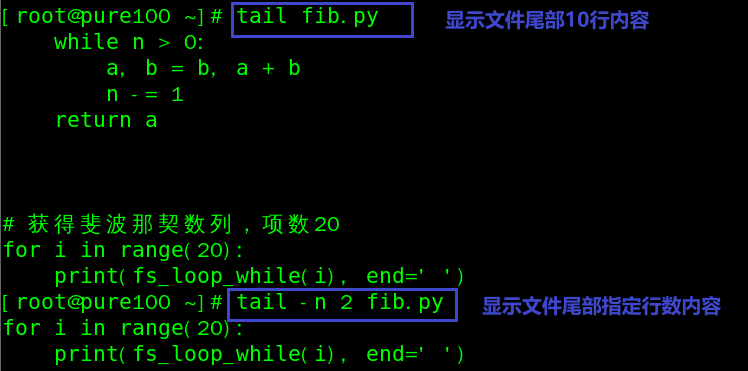 [root@pure100 ~]# tail fib.py 显示文件尾部10行内容
    while n > 0:
        a, b = b, a + b
        n -= 1
    return a



# 获得斐波那契数列，项数20
for i in range(20):
    print(fs_loop_while(i), end=' ')
[root@pure100 ~]# tail -n 2 fib.py 显示文件尾部指定行数内容
for i in range(20):
    print(fs_loop_while(i), end=' ')